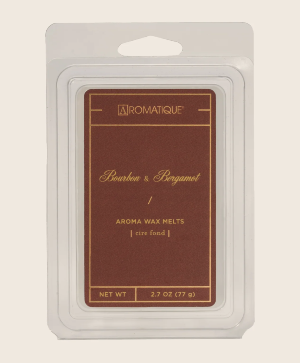 AROMATIQUE
Bourbon & Bergamot
/
AROMA WAX MELTS
| cire fond |
NET WT 2.7 OZ (77 g)